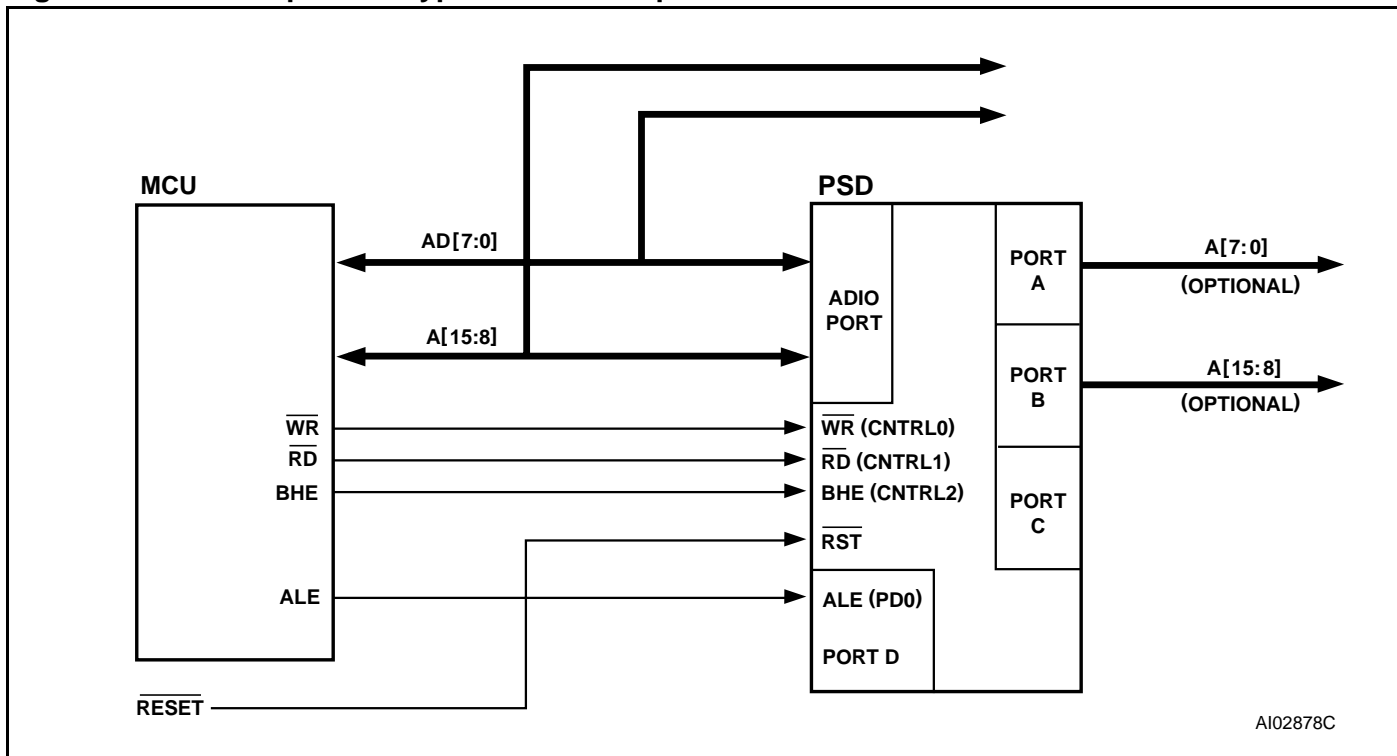 MCU
PSD
AD[7:0]
A[15:8]
WR
RD
BHE
ALE
RESET
ADIO
PORT
WR (CNTRL0)
RD (CNTRL1)
BHE (CNTRL2)
RST
ALE (PD0)
PORT D
PORT
A
PORT
B
PORT
C
A[7:0]
(OPTIONAL)
A[15:8]
(OPTIONAL)
AI02878C